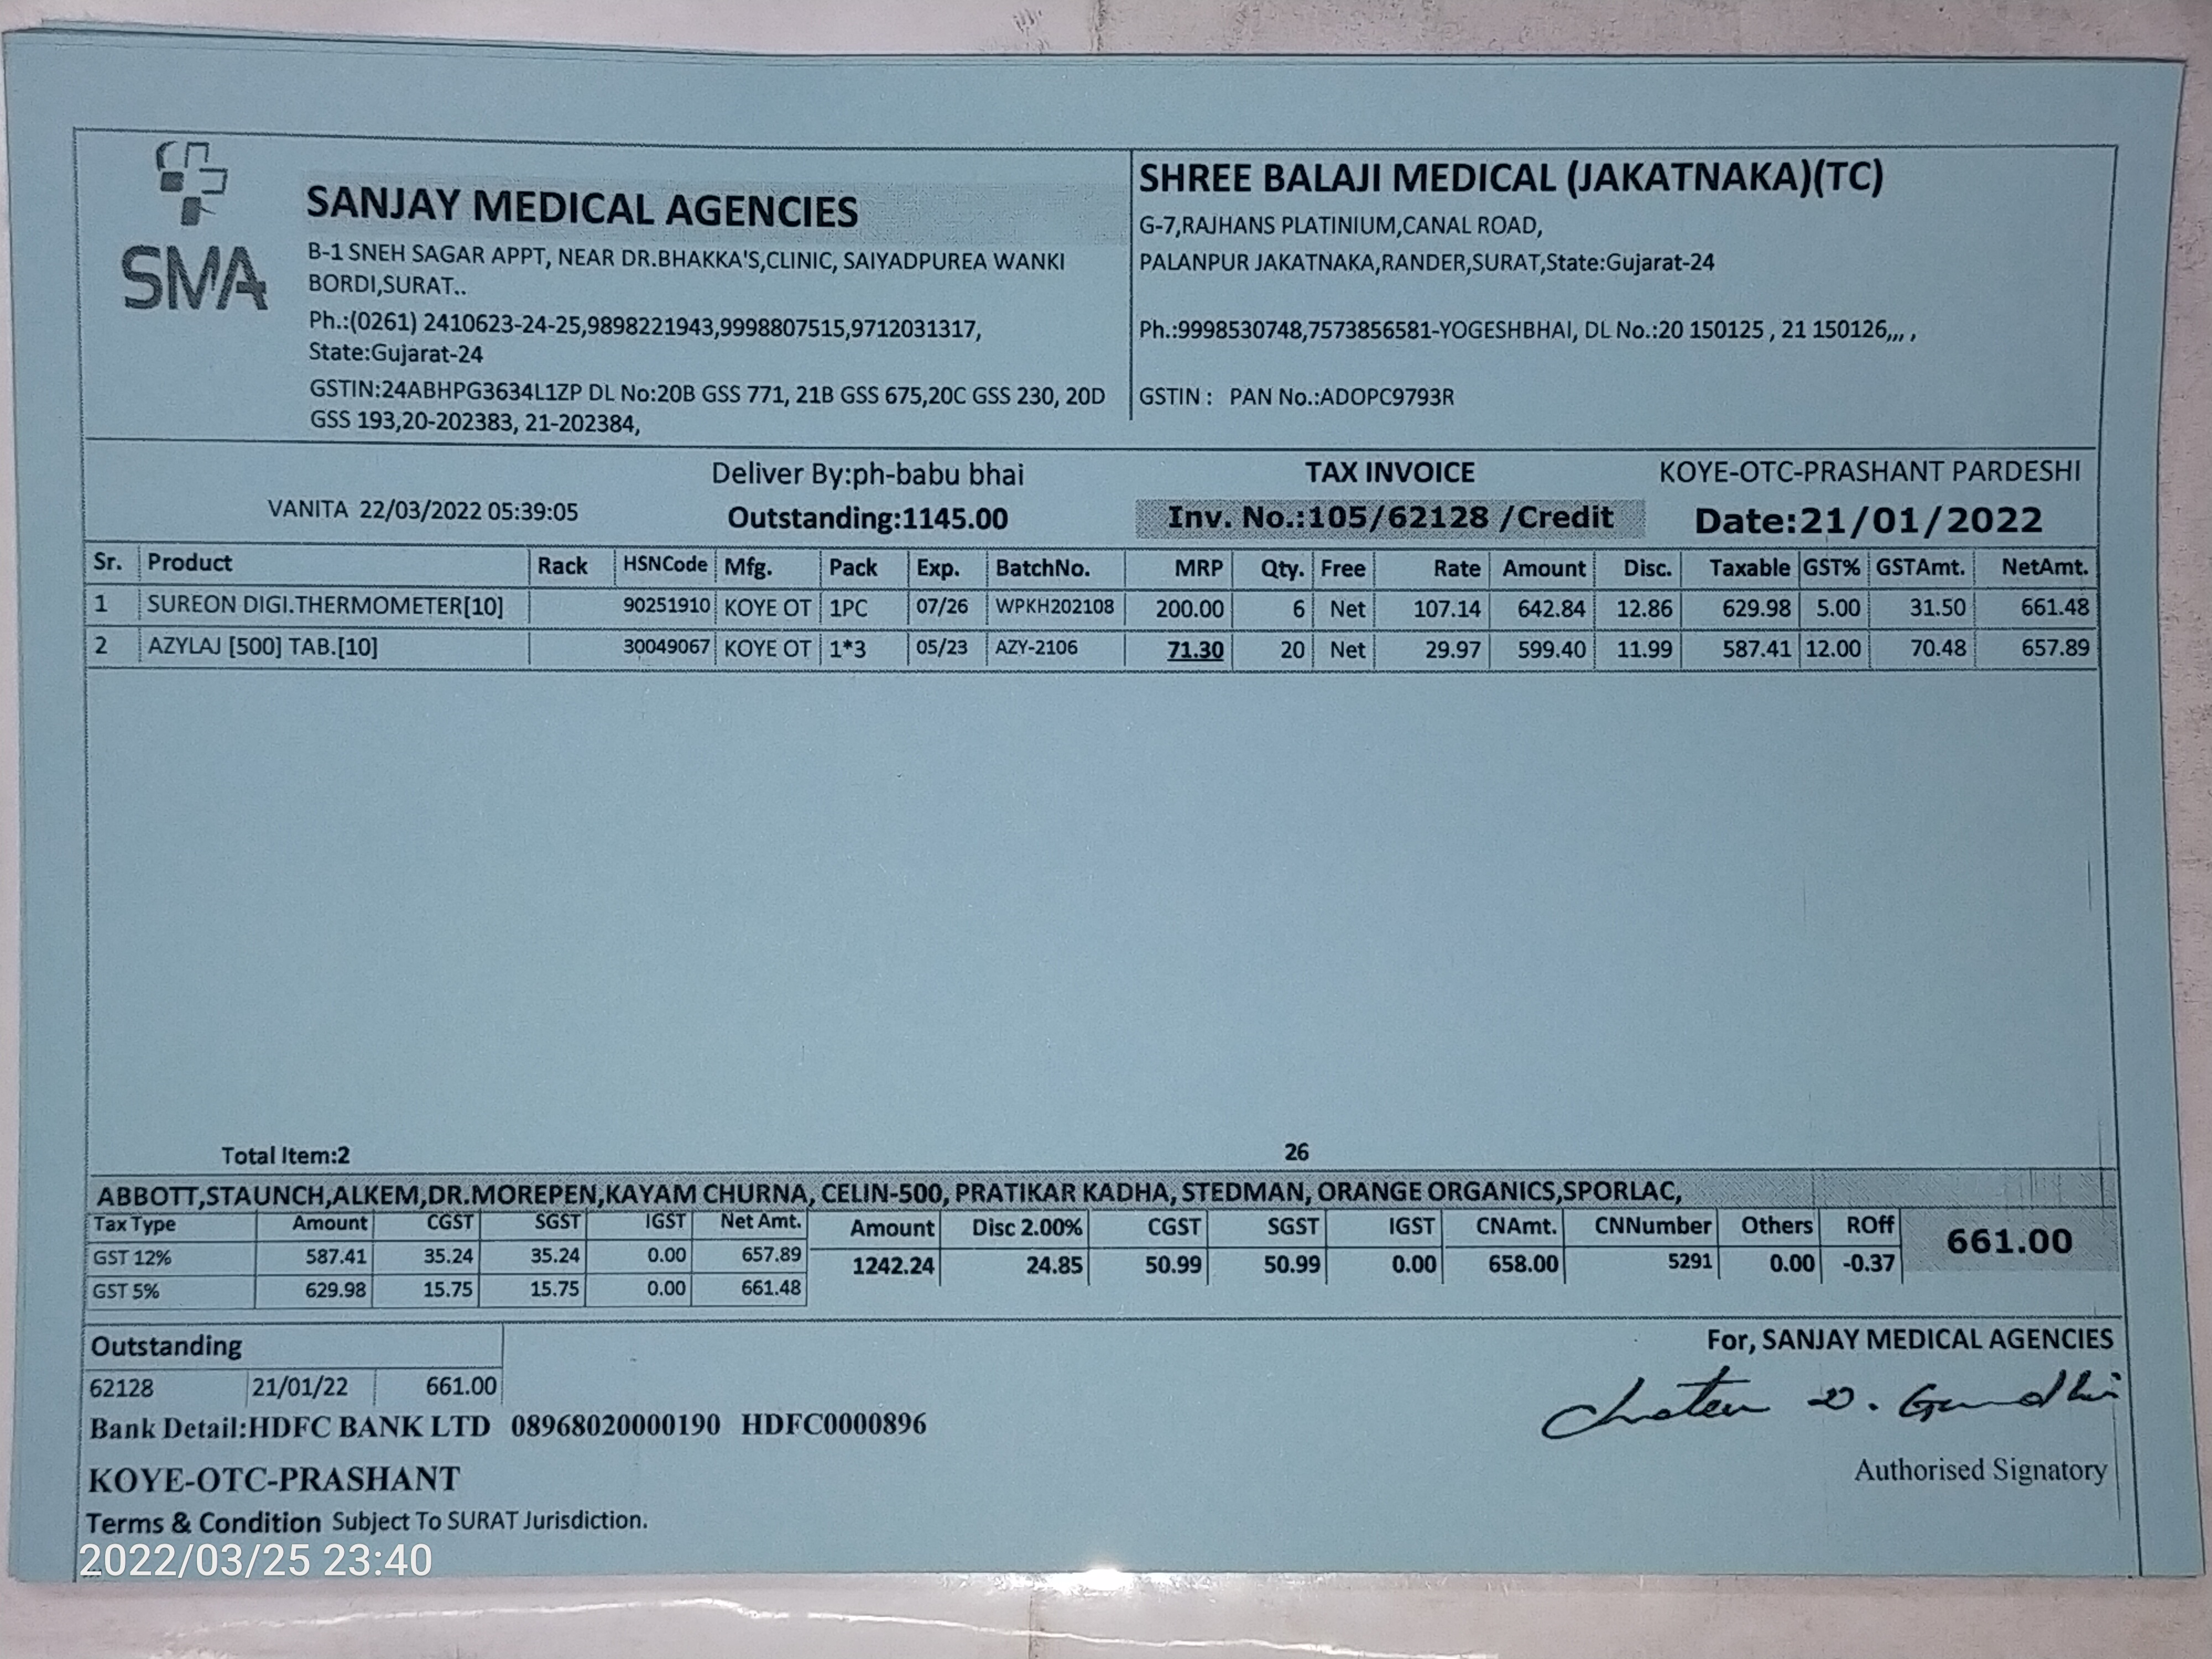 SMA
SANJAY MEDICAL AGENCIES
B-1 SNEH SAGAR APPT, NEAR DR.BHAKKA'S,CLINIC, SAIYADPUREA WANKI
BORDI,SURAT..
Ph.:(0261) 2410623-24-25,9898221943,9998807515,9712031317,
State:Gujarat-24
GSTIN:24ABHPG3634L1ZP DL No:20B GSS 771, 21B GSS 675,20C GSS 230, 20D
GSS 193,20-202383, 21-202384,
SHREE BALAJI MEDICAL (JAKATNAKA)(TC)
G-7,RAJHANS PLATINIUM,CANAL ROAD,
PALANPUR JAKATNAKA,RANDER,SURAT,State:Gujarat-24
Ph.:9998530748,7573856581-YOGESHBHAI, DL No.:20 150125 , 21 150126,,, ,
GSTIN : PAN No.:ADOPC9793R
Deliver By:ph-babu bhai TAX INVOICE KOYE-OTC-PRASHANT PARDESHI
VANITA 22/03/2022 05:39:05 Outstanding:1145.00 Inv. No.:105/62128 /Credit Date:21/01/2022
Sr. Product Rack HSNCode Mfg. Pack Exp. BatchNo. MRP Qty. Free Rate Amount Disc. Taxable GST% GSTAmt. NetAmt.
1 SUREON DIGI.THERMOMETER[10] 90251910 KOYE OT 1PC 07/26 WPKH202108 200.00 6 Net 107.14 642.84 12.86 629.98 5.00 31.50 661.48
2 AZYLAJ [500] TAB.[10] 30049067 KOYE OT 1*3 05/23 AZY-2106 71.30 20 Net 29.97 599.40 11.99 587.41 12.00 70.48 657.89
Total Item:2 26
ABBOTT,STAUNCH,ALKEM,DR.MOREPEN,KAYAM CHURNA, CELIN-500, PRATIKAR KADHA, STEDMAN, ORANGE ORGANICS,SPORLAC,
Tax Type Amount CGST SGST IGST Net Amt.
GST 12% 587.41 35.24 35.24 0.00 657.89
GST 5% 629.98 15.75 15.75 0.00 661.48
Amount Disc 2.00% CGST SGST IGST CNAmt. CNNumber Others ROff
1242.24 24.85 50.99 50.99 0.00 658.00 5291 0.00 -0.37
661.00
Outstanding
62128 21/01/22 661.00
Bank Detail:HDFC BANK LTD 08968020000190 HDFC0000896
KOYE-OTC-PRASHANT
Terms & Condition Subject To SURAT Jurisdiction.
For, SANJAY MEDICAL AGENCIES
D. Gandhi
Authorised Signatory
2022/03/25 23:40